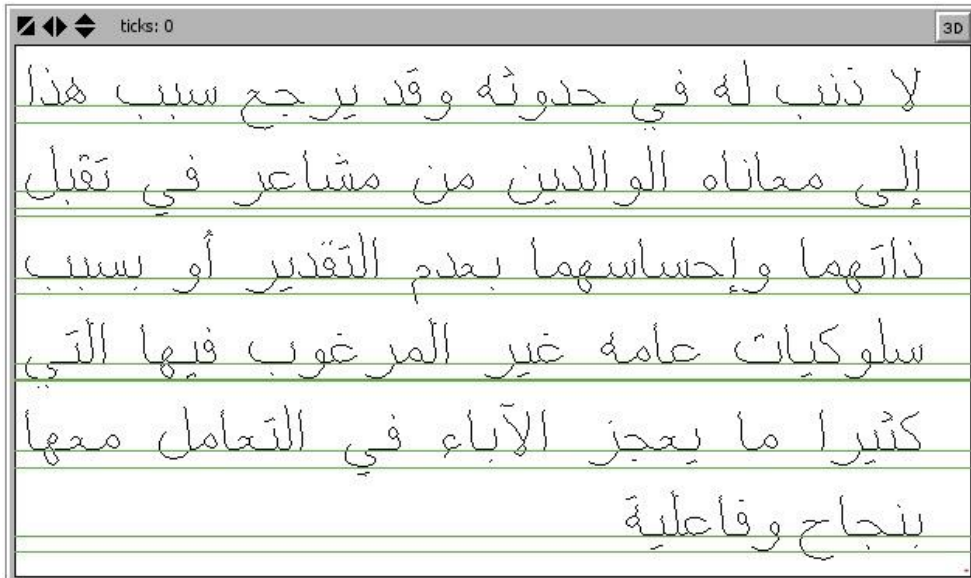 ticks: 0
3D
لا ذنب له في حدوثه وقد يرجع سبب هذا
إلى معاناه الوالدين من مشاعر في تقبل
ذاتهما وإحساسهما بعدم التقدير أو بسبب
سلوكيات عامه غير المرغوب فيها التي
كثيرا ما يعجز الآباء في التعامل معها
بنجاح وفاعلية